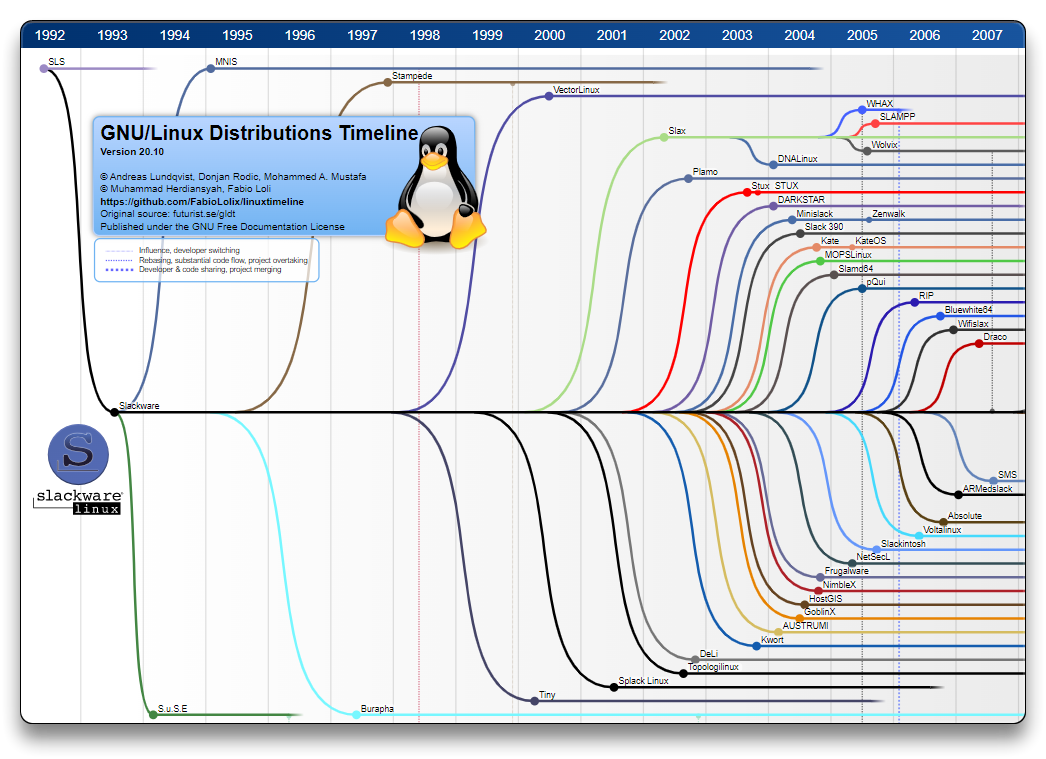 1992 1993 1994 1995 1996 1997 1998 1999 2000 2001 2002 2003 2004 2005 2006 2007
SLS
MNIS
Stampede
VectorLinux
WHAX
SLAMPP
GNU/Linux Distributions Timeline
Version 20.10
© Andreas Lundqvist, Donjan Rodic, Mohammed A. Mustafa
© Muhammad Herdiansyah, Fabio Loli
https://github.com/FabioLolix/linuxtimeline
Original source: futurist.se/gldt
Published under the GNU Free Documentation License
Influence, developer switching
Rebasing, substantial code flow, project overtaking
Developer & code sharing, project merging
Slax
Wolvix
DNALinux
Plamo
Stux STUX
DARKSTAR
Minislack Zenwalk
Slack 390
Kate KateOS
MOPSLinux
Slamd64
pQui
RIP
Bluewhite64
Wifislax
Draco
Slackware
S
slackware
linux
SMS
ARMedslack
Absolute
Voltalinux
Slackintosh
NetSecL
Frugalware
NimbleX
HostGIS
GoblinX
AUSTRUMI
Kwort
DeLi
Topologilinux
Splack Linux
Tiny
S.u.S.E
Burapha